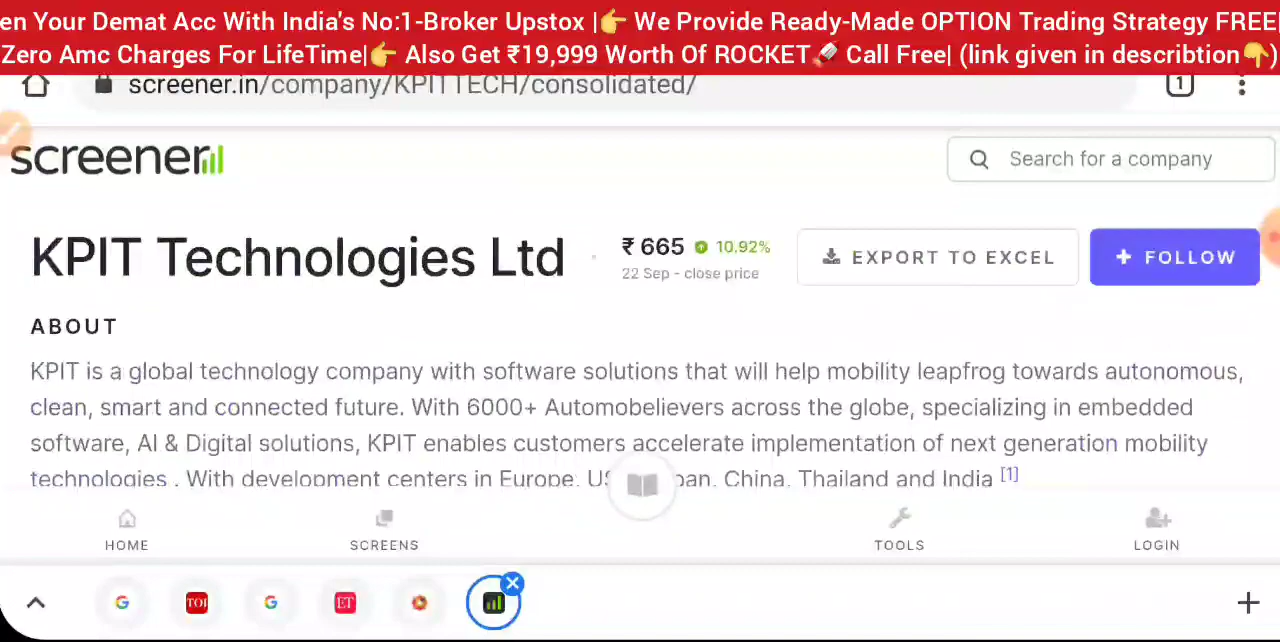 en Your Demat Acc With India's No:1-Broker Upstox |👉 We Provide Ready-Made OPTION Trading Strategy FREE|
Zero Amc Charges For LifeTime|👉 Also Get ₹19,999 Worth Of ROCKET🚀 Call Free| (link given in describtion👇)
screener.in/company/KPITTECH/consolidated/
1
screener
Search for a company
KPIT Technologies Ltd
₹ 665 10.92%
22 Sep - close price
EXPORT TO EXCEL
+ FOLLOW
ABOUT
KPIT is a global technology company with software solutions that will help mobility leapfrog towards autonomous,
clean, smart and connected future. With 6000+ Automobelievers across the globe, specializing in embedded
software, AI & Digital solutions, KPIT enables customers accelerate implementation of next generation mobility
technologies . With development centers in Europe, China, Thailand and India [1]
HOME
SCREENS
TOOLS
LOGIN
TOI
ET